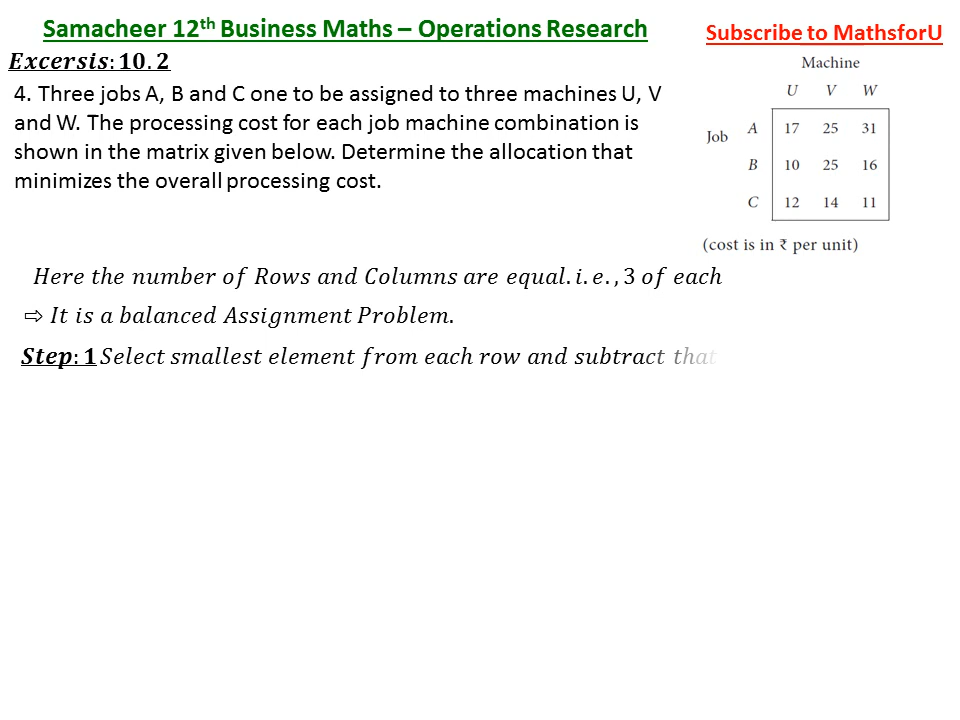 Samacheer 12th Business Maths – Operations Research
Subscribe to MathsforU
Excersis: 10.2
4. Three jobs A, B and C one to be assigned to three machines U, V
and W. The processing cost for each job machine combination is
shown in the matrix given below. Determine the allocation that
minimizes the overall processing cost.
Machine
U V W
Job
A 17 25 31
B 10 25 16
C 12 14 11
(cost is in ₹ per unit)
Here the number of Rows and Columns are equal. i. e. , 3 of each
⇨ It is a balanced Assignment Problem.
Step: 1 Select smallest element from each row and subtract that